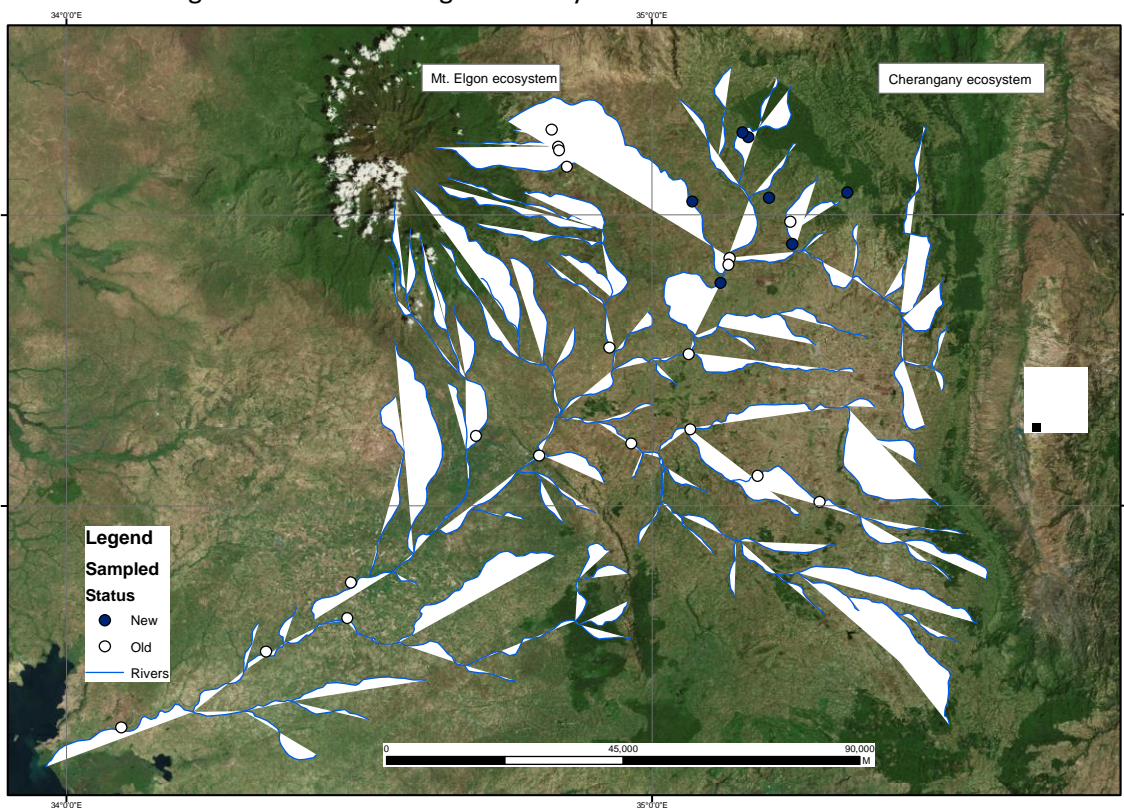 34°0'0"E 35°0'0"E
Mt. Elgon ecosystem
Cherangany ecosystem
Legend
Sampled
Status
New
Old
Rivers
0 45,000 90,000
M
34°0'0"E 35°0'0"E